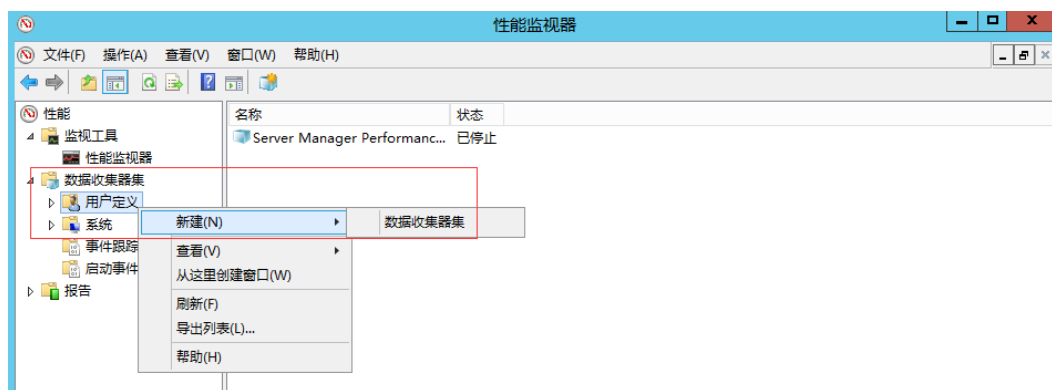 性能监视器
文件(F) 操作(A) 查看(V) 窗口(W) 帮助(H)
性能
监视工具
性能监视器
数据收集器集
用户定义
系统
事件跟踪
启动事件
报告
名称 状态
Server Manager Performanc... 已停止
新建(N)
查看(V)
从这里创建窗口(W)
刷新(F)
导出列表(L)...
帮助(H)
数据收集器集